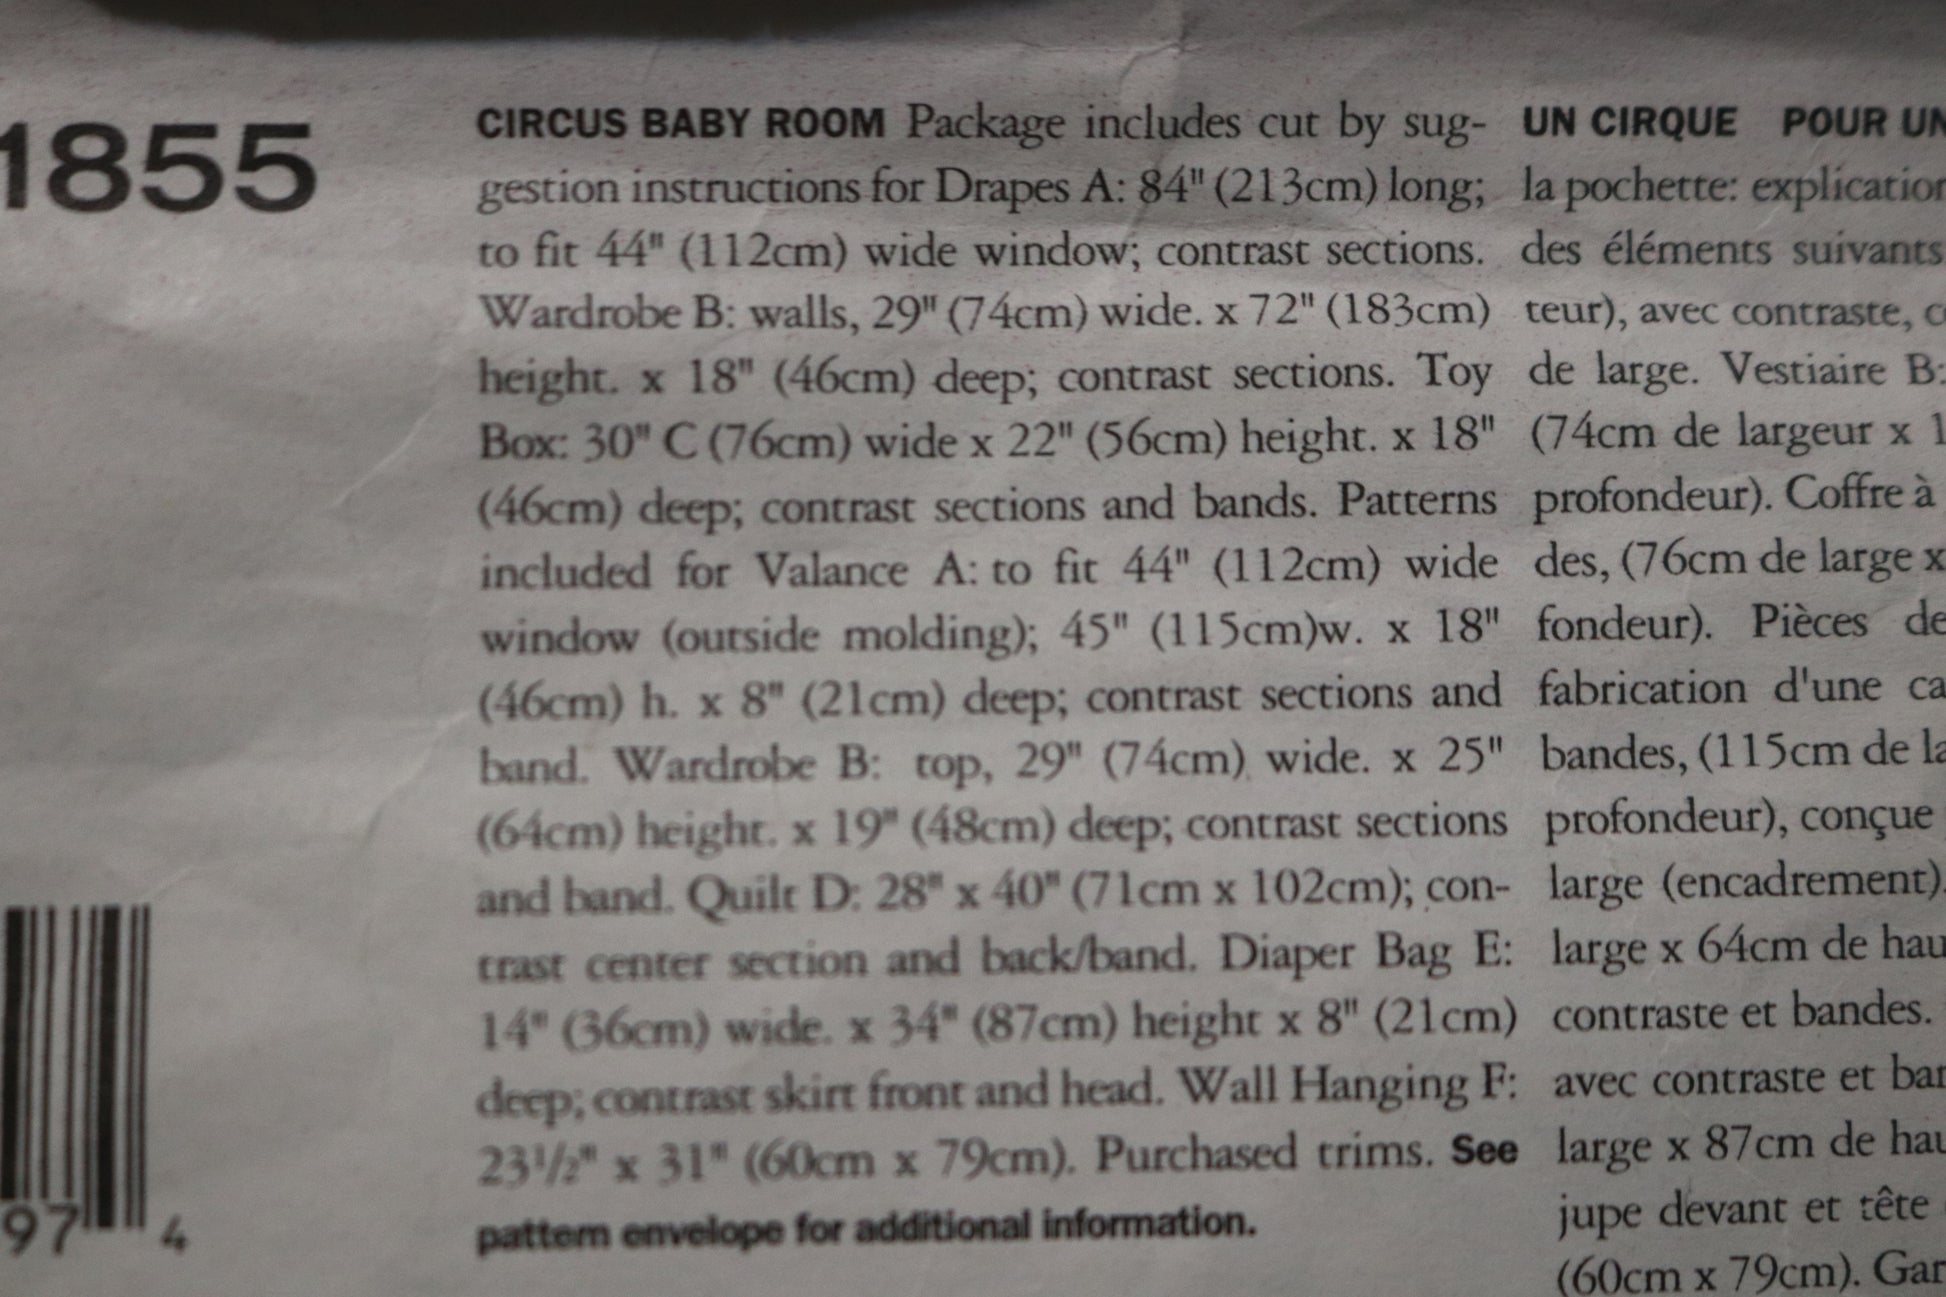 1855
CIRCUS BABY ROOM Package includes cut by sug-
gestion instructions for Drapes A: 84" (213cm) long;
to fit 44" (112cm) wide window; contrast sections.
Wardrobe B: walls, 29" (74cm) wide. x 72" (183cm)
height. x 18" (46cm) deep; contrast sections. Toy
Box: 30" C (76cm) wide x 22" (56cm) height. x 18"
(46cm) deep; contrast sections and bands. Patterns
included for Valance A: to fit 44" (112cm) wide
window (outside molding); 45" (115cm)w. x 18"
(46cm) h. x 8" (21cm) deep; contrast sections and
band. Wardrobe B: top, 29" (74cm) wide. x 25"
(64cm) height. x 19" (48cm) deep; contrast sections
and band. Quilt D: 28" x 40" (71cm x 102cm); con-
trast center section and back/band. Diaper Bag E:
14" (36cm) wide. x 34" (87cm) height x 8" (21cm)
deep; contrast skirt front and head. Wall Hanging F:
23½" x 31" (60cm x 79cm). Purchased trims. See
pattern envelope for additional information.
UN CIRQUE POUR UN
la pochette: explication
des éléments suivants
teur), avec contraste,
de large. Vestiaire B:
(74cm de largeur x 1
profondeur). Coffre à
des, (76cm de large x
fondeur). Pièces de
fabrication d'une ca
bandes, (115cm de la
profondeur), conçue
large (encadrement).
large x 64cm de hau
contraste et bandes.
avec contraste et ban
large x 87cm de hau
jupe devant et tête
(60cm x 79cm). Gar
97 4